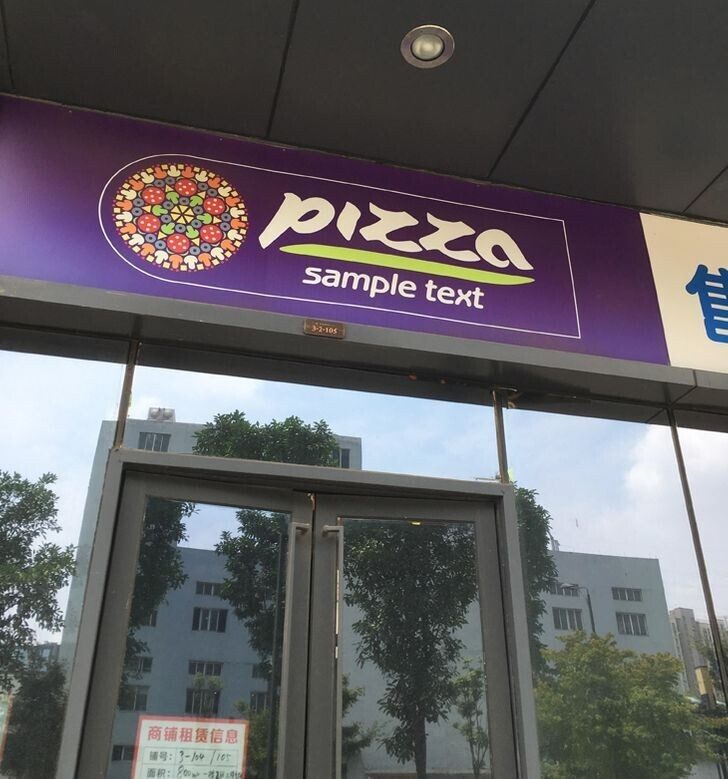 pizza
sample text
售
3-2-105
商铺租赁信息
铺号: 3-104/105
面积: